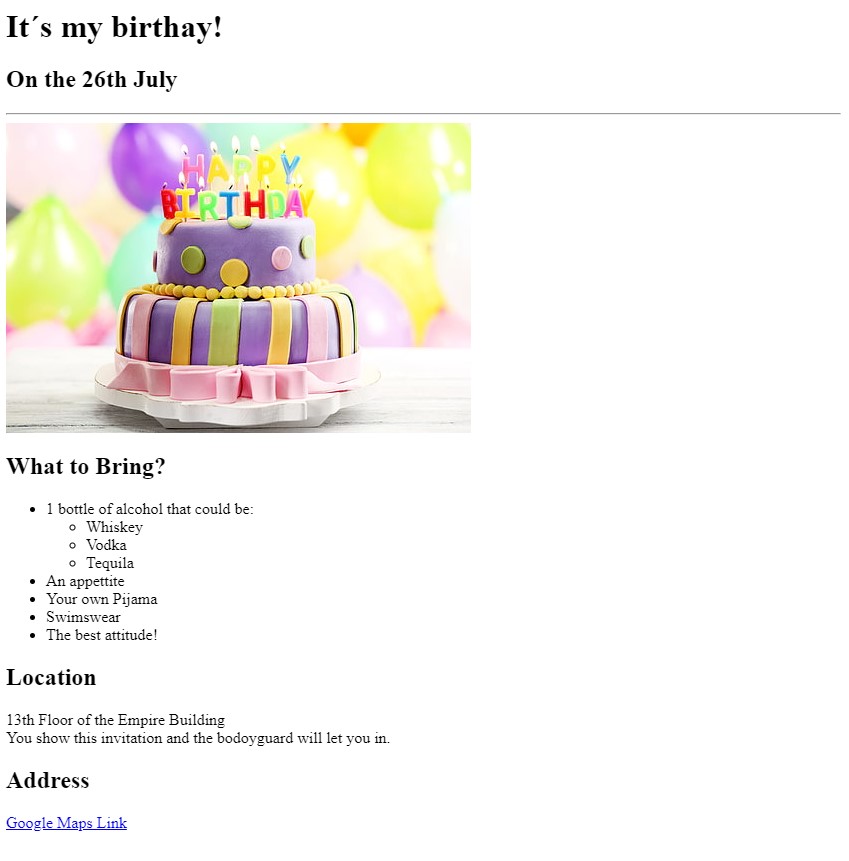 It´s my birthay!
On the 26th July
HAPPY
BIRTHDAY
What to Bring?
1 bottle of alcohol that could be:
Whiskey
Vodka
Tequila
An appettite
Your own Pijama
Swimswear
The best attitude!
Location
13th Floor of the Empire Building
You show this invitation and the bodoyguard will let you in.
Address
Google Maps Link